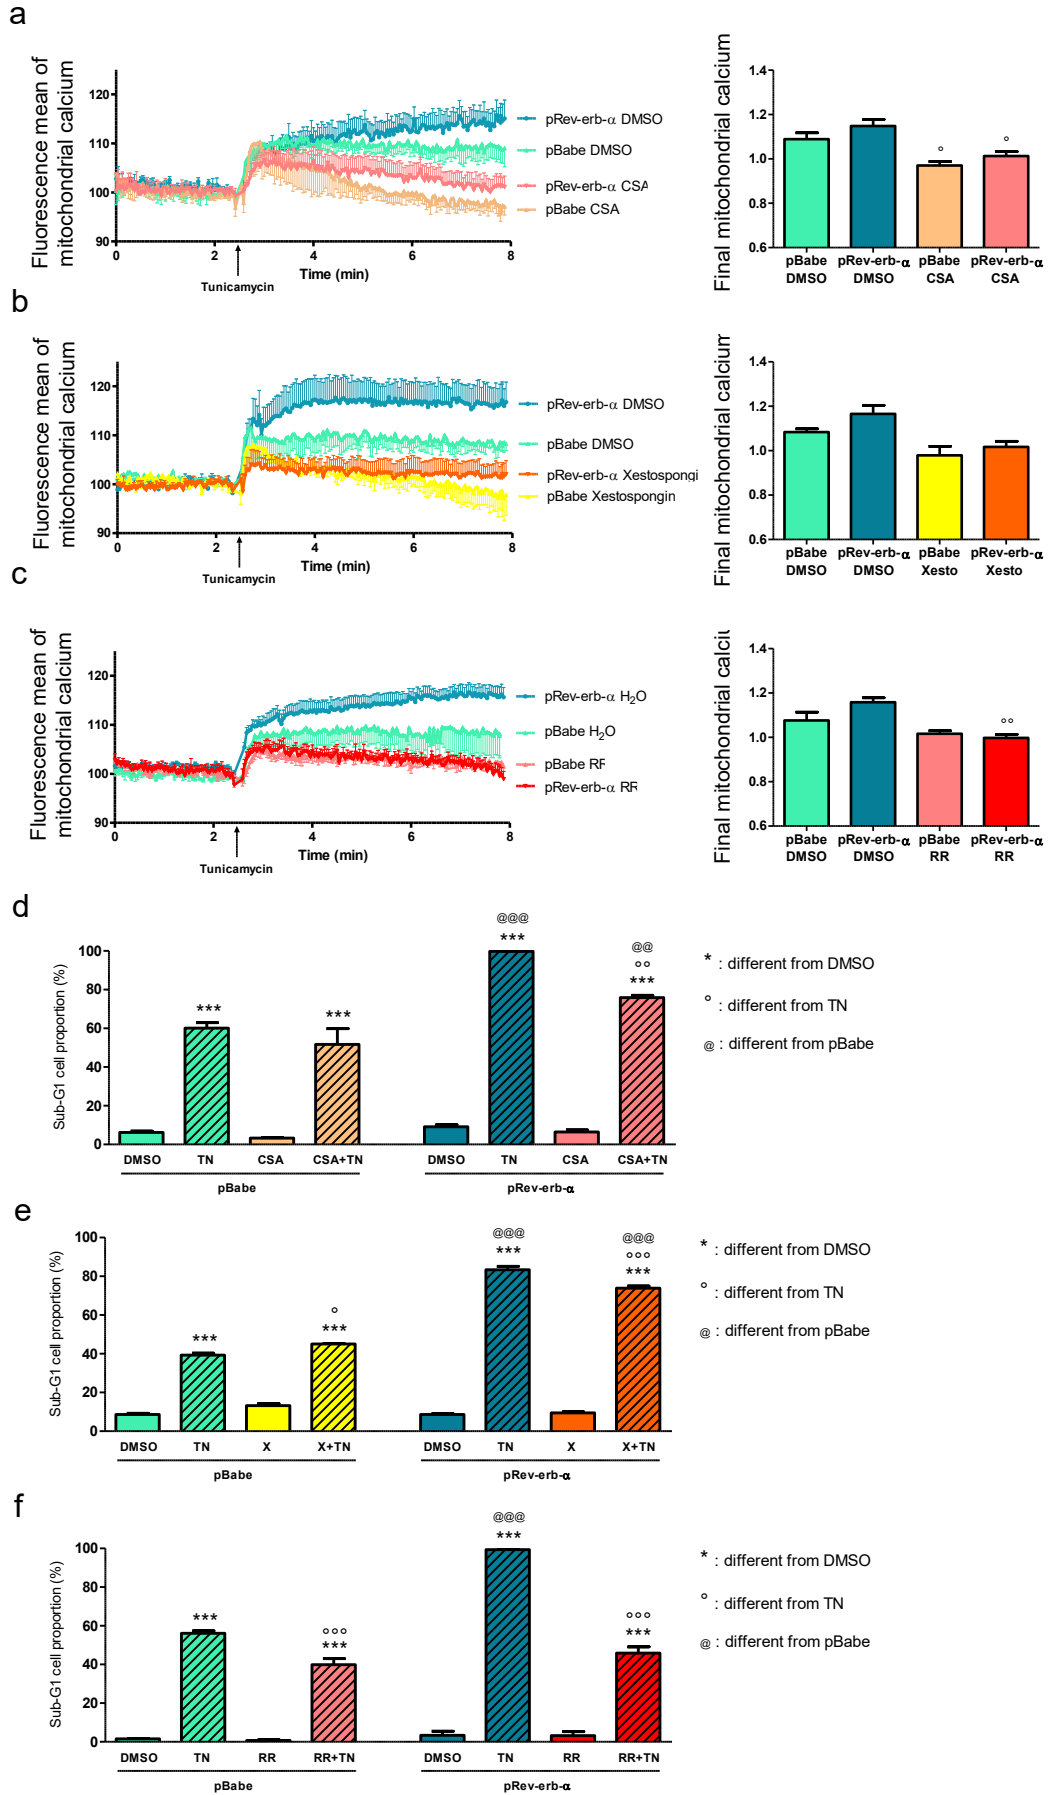 a
Fluorescence mean of
mitochondrial calcium
120
110
100
90
0
2
4
6
8
Time (min)
Tunicamycin
pRev-erb-α DMSO
pBabe DMSO
pRev-erb-α CSA
pBabe CSA
Final mitochondrial calcium
1.4
1.2
1.0
0.8
0.6
pBabe pRev-erb-α pBabe pRev-erb-α
DMSO DMSO CSA CSA
° °
b
Fluorescence mean of
mitochondrial calcium
120
110
100
90
0
2
4
6
8
Time (min)
Tunicamycin
pRev-erb-α DMSO
pBabe DMSO
pRev-erb-α Xestospongi
pBabe Xestospongin
Final mitochondrial calcium
1.4
1.2
1.0
0.8
0.6
pBabe pRev-erb-α pBabe pRev-erb-α
DMSO DMSO Xesto Xesto
c
Fluorescence mean of
mitochondrial calcium
120
110
100
90
0
2
4
6
8
Time (min)
Tunicamycin
pRev-erb-α H₂O
pBabe H₂O
pBabe RF
pRev-erb-α RR
Final mitochondrial calciu
1.4
1.2
1.0
0.8
0.6
°°
pBabe pRev-erb-α pBabe pRev-erb-α
DMSO DMSO RR RR
d
Sub-G1 cell proportion (%)
100
80
60
40
20
0
*** *** @@@ *** @@ °° ***
DMSO TN CSA CSA+TN DMSO TN CSA CSA+TN
pBabe pRev-erb-α
* : different from DMSO
° : different from TN
@ : different from pBabe
e
Sub-G1 cell proportion (%)
100
80
60
40
20
0
*** ° *** @@@ *** @@@ °°° ***
DMSO TN X X+TN DMSO TN X X+TN
pBabe pRev-erb-α
* : different from DMSO
° : different from TN
@ : different from pBabe
f
Sub-G1 cell proportion (%)
100
80
60
40
20
0
*** °°° *** @@@ *** °°° ***
DMSO TN RR RR+TN DMSO TN RR RR+TN
pBabe pRev-erb-α
* : different from DMSO
° : different from TN
@ : different from pBabe